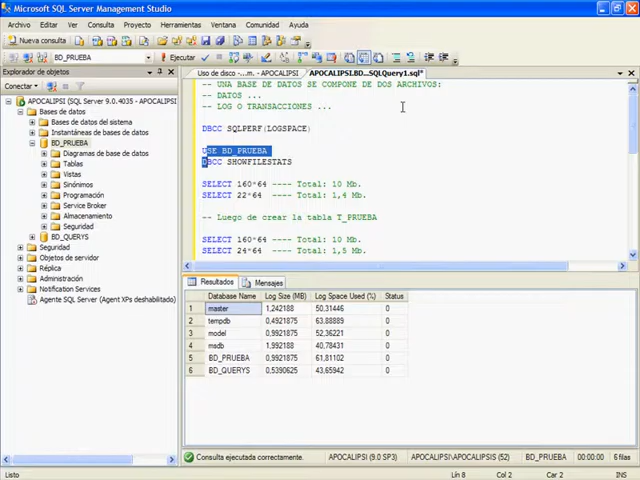 Microsoft SQL Server Management Studio
Archivo Editar Ver Consulta Proyecto Herramientas Ventana Comunidad Ayuda
Nueva consulta
BD_PRUEBA Ejecutar
Explorador de objetos
Conectar
APOCALIPSI (SQL Server 9.0.4035 - APOCALIPSI
Bases de datos
Bases de datos del sistema
Instantáneas de bases de datos
BD_PRUEBA
Diagramas de base de datos
Tablas
Vistas
Sinónimos
Programación
Service Broker
Almacenamiento
Seguridad
BD_QUERYS
Seguridad
Objetos de servidor
Réplica
Administración
Notification Services
Agente SQL Server (Agent XPs deshabilitado)
Uso de disco -...m. - APOCALIPSI APOCALIPSI.BD...SQLQuery1.sql*
-- UNA BASE DE DATOS SE COMPONE DE DOS ARCHIVOS:
-- DATOS ...
-- LOG O TRANSACCIONES ...
DBCC SQLPERF(LOGSPACE)
USE BD_PRUEBA
DBCC SHOWFILESTATS
SELECT 160*64 ---- Total: 10 Mb.
SELECT 22*64 ---- Total: 1,4 Mb.
-- Luego de crear la tabla T_PRUEBA
SELECT 160*64 ---- Total: 10 Mb.
SELECT 24*64 ---- Total: 1,5 Mb.
Resultados Mensajes
Database Name Log Size (MB) Log Space Used (%) Status
1 master 1,242188 50,31446 0
2 tempdb 0,4921875 63,88889 0
3 model 0,9921875 52,36221 0
4 msdb 1,992188 40,78431 0
5 BD_PRUEBA 0,9921875 61,81102 0
6 BD_QUERYS 0,5390625 43,65942 0
Consulta ejecutada correctamente. APOCALIPSI (9.0 SP3) APOCALIPSI\APOCALIPSIS (52) BD_PRUEBA 00:00:00 6 filas
Listo Lín 8 Col 2 Car 2 INS